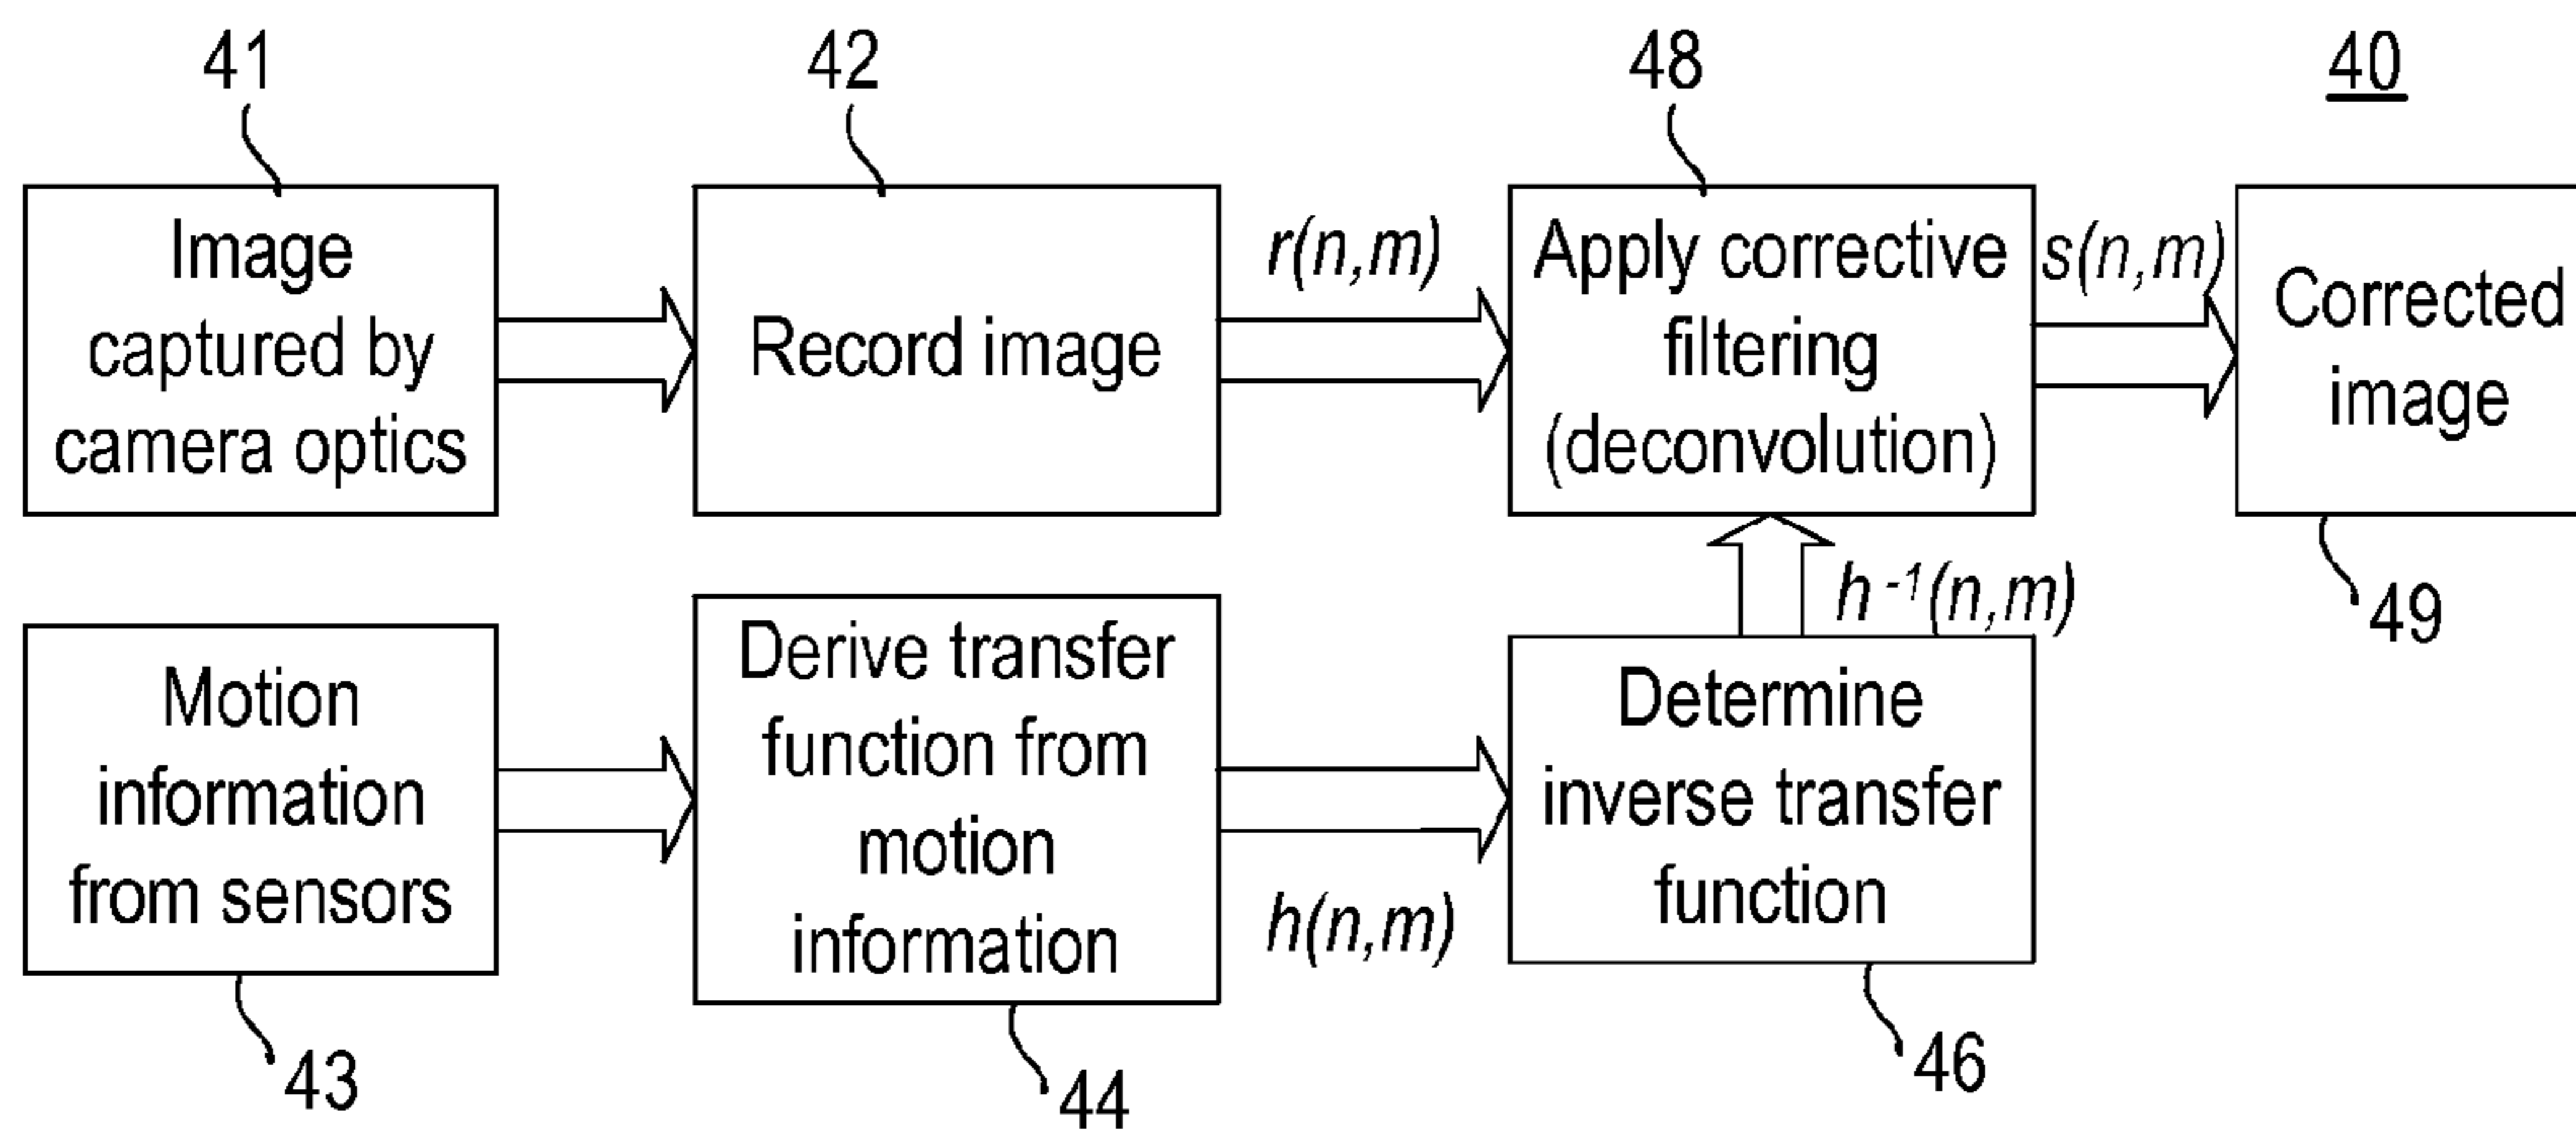 41
42
48
40
Image
captured by
camera optics
Record image
r(n,m)
Apply corrective
filtering
(deconvolution)
s(n,m)
Corrected
image
49
h⁻¹(n,m)
Motion
information
from sensors
43
Derive transfer
function from
motion
information
44
h(n,m)
Determine
inverse transfer
function
46